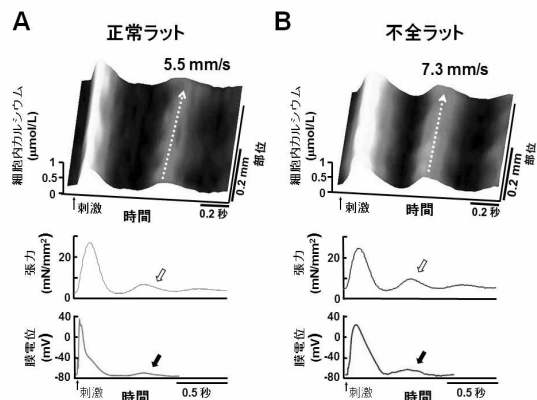 A
正常ラット
5.5 mm/s
細胞内カルシウム
(µmol/L)
1
0.5
0
↑刺激
時間
0.2 秒
0.2 mm
部位
張力
(mN/mm²)
20
0
膜電位
(mV)
40
0
-40
-80
↑刺激
時間
0.5 秒
B
不全ラット
7.3 mm/s
細胞内カルシウム
(µmol/L)
1
0.5
0
↑刺激
時間
0.2 秒
0.2 mm
部位
張力
(mN/mm²)
20
0
膜電位
(mV)
40
0
-40
-80
↑刺激
時間
0.5 秒